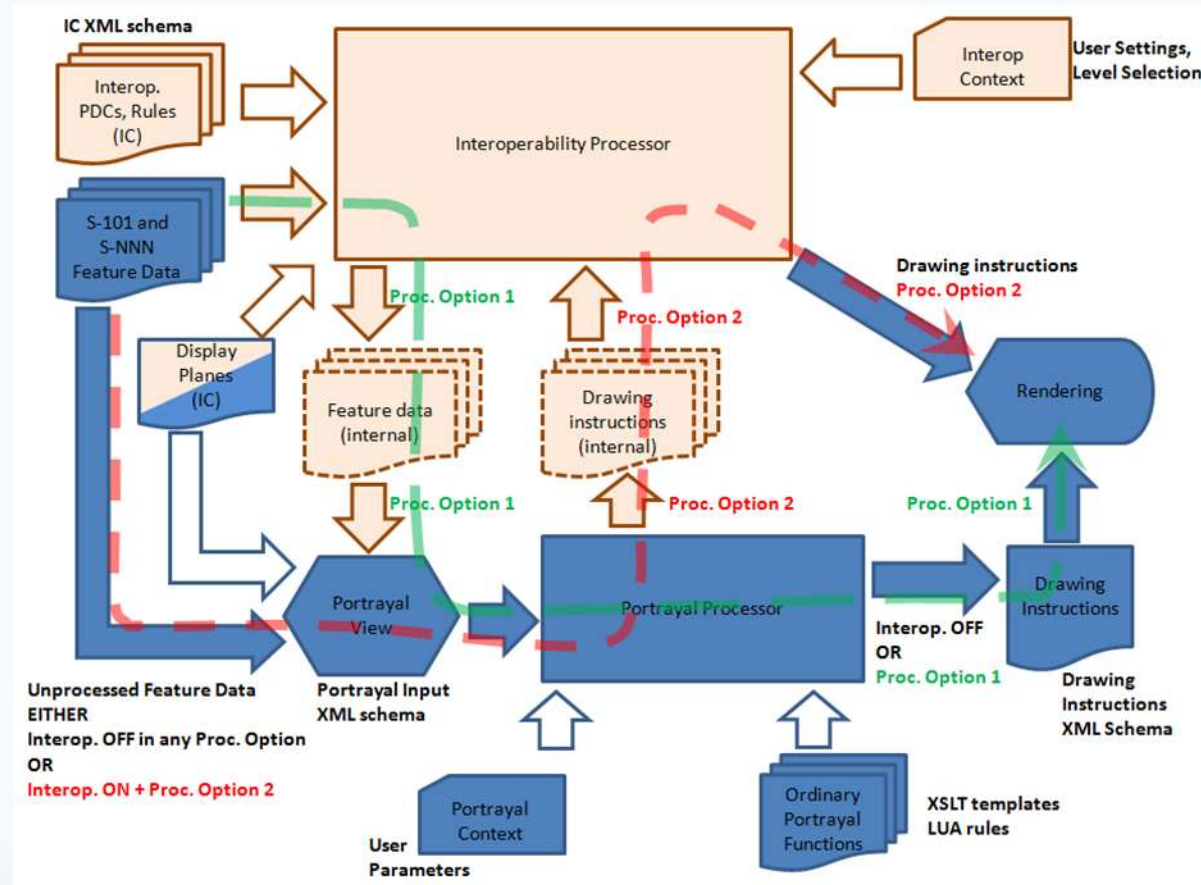 IC XML schema
Interop.
PDCs, Rules
(IC)
Interoperability Processor
Interop
Context
User Settings,
Level Selection
S-101 and
S-NNN
Feature Data
Proc. Option 1
Proc. Option 2
Drawing instructions
Proc. Option 2
Display
Planes
(IC)
Feature data
(internal)
Drawing
instructions
(internal)
Rendering
Proc. Option 1
Proc. Option 2
Proc. Option 1
Portrayal
View
Portrayal Processor
Drawing
Instructions
Interop. OFF
OR
Proc. Option 1
Unprocessed Feature Data
EITHER
Interop. OFF in any Proc. Option
OR
Interop. ON + Proc. Option 2
Portrayal Input
XML schema
Drawing
Instructions
XML Schema
Portrayal
Context
User
Parameters
Ordinary
Portrayal
Functions
XSLT templates
LUA rules